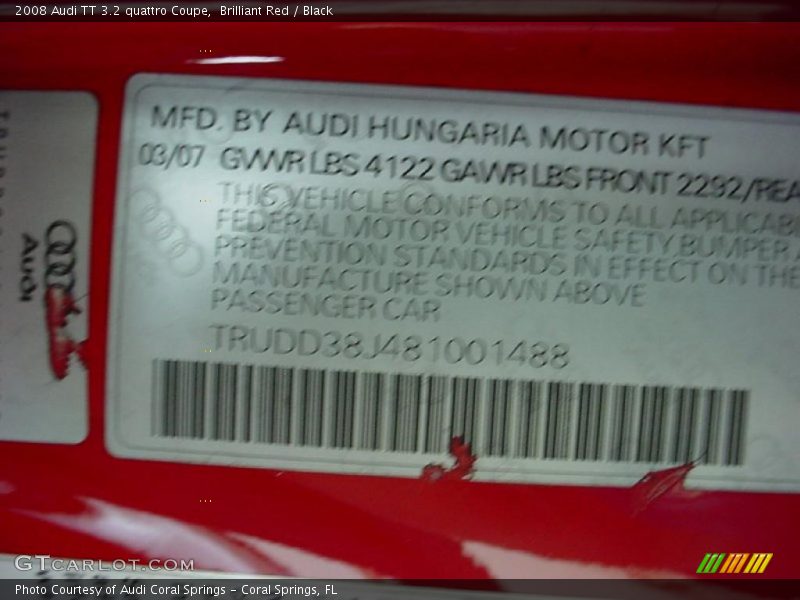 2008 Audi TT 3.2 quattro Coupe,  Brilliant Red / Black
MFD. BY AUDI HUNGARIA MOTOR KFT
03/07 GVWR LBS 4122 GAWR LBS FRONT 2292/REA
THIS VEHICLE CONFORMS TO ALL APPLICAB
FEDERAL MOTOR VEHICLE SAFETY BUMPER A
PREVENTION STANDARDS IN EFFECT ON THE
MANUFACTURE SHOWN ABOVE
PASSENGER CAR
TRUDD38J481001488
Audi
GTCARLOT.COM
Photo Courtesy of Audi Coral Springs – Coral Springs, FL